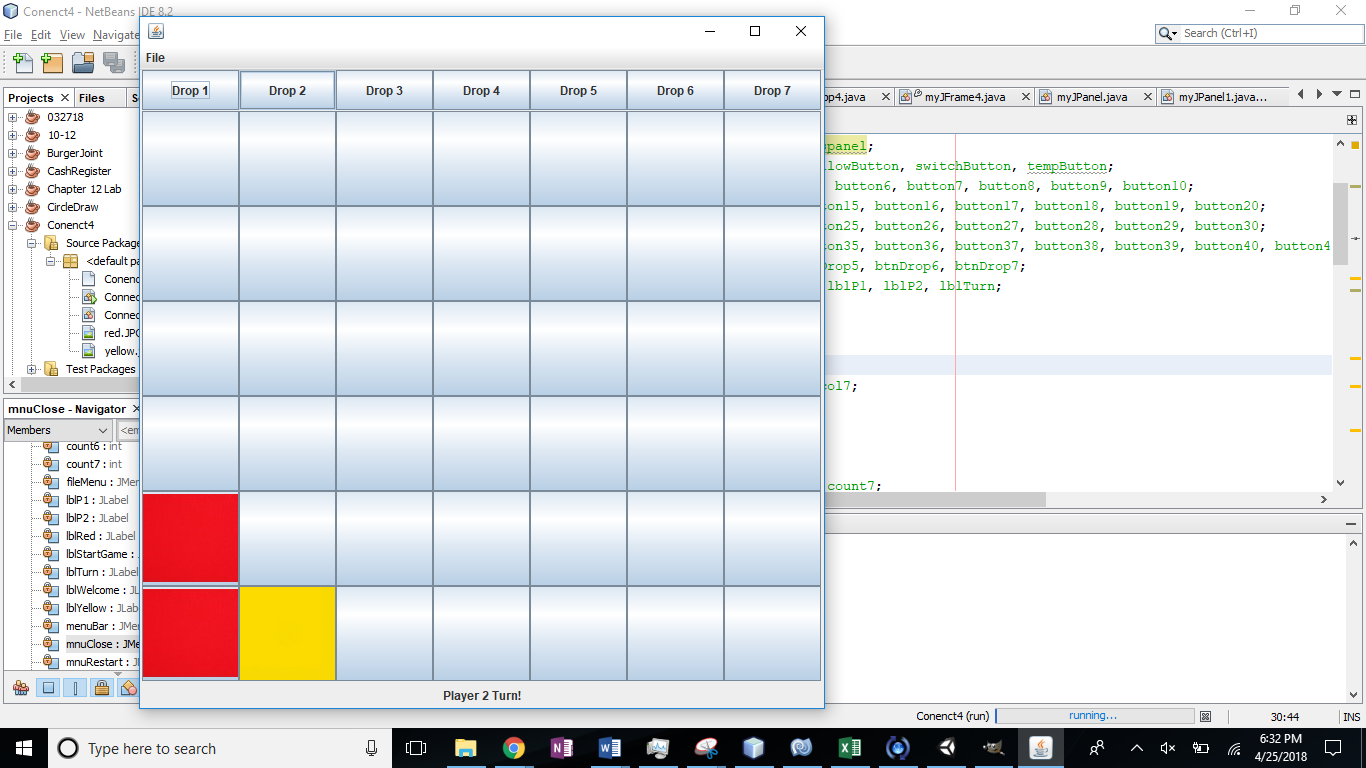 Conenct4 - NetBeans IDE 8.2
File Edit View Navigate
Search (Ctrl+I)
File
Drop 1 Drop 2 Drop 3 Drop 4 Drop 5 Drop 6 Drop 7
Projects Files
032718
10-12
BurgerJoint
CashRegister
Chapter 12 Lab
CircleDraw
Conenct4
Source Package
<default pa
Conenc
Connec
Connec
red.JPG
yellow.
Test Packages
mnuClose - Navigator
Members
<em
count6 : int
count7 : int
fileMenu : JMen
lblP1 : JLabel
lblP2 : JLabel
lblRed : JLabel
lblStartGame : J
lblTurn : JLabel
lblWelcome : JL
lblYellow : JLab
menuBar : JMen
mnuClose : JMe
mnuRestart : J
op4.java myJFrame4.java myJPanel.java myJPanel1.java...
panel;
llowButton, switchButton, tempButton;
button6, button7, button8, button9, button10;
ton15, button16, button17, button18, button19, button20;
ton25, button26, button27, button28, button29, button30;
ton35, button36, button37, button38, button39, button40, button4
Drop5, btnDrop6, btnDrop7;
lblP1, lblP2, lblTurn;
col7;
count7;
Player 2 Turn!
Conenct4 (run) running... 30:44 INS
Type here to search
6:32 PM
4/25/2018